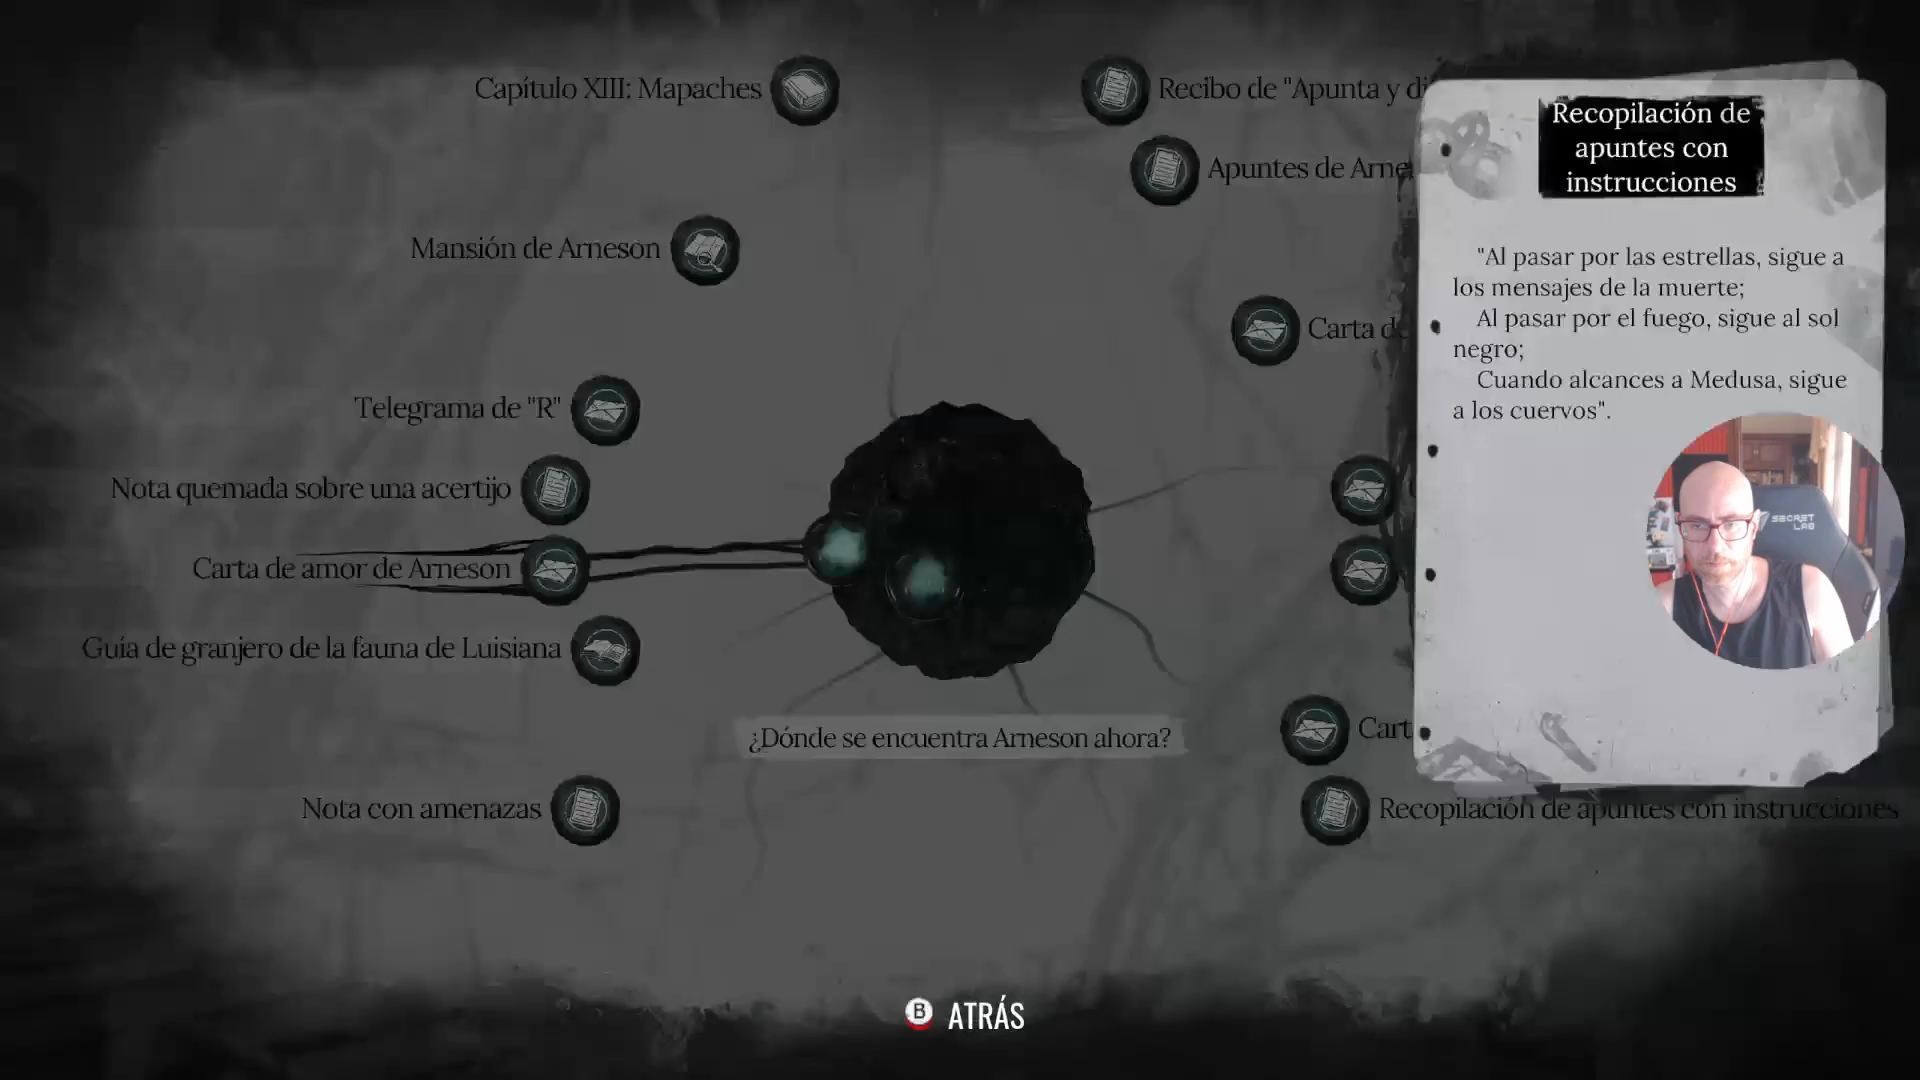 Capítulo XIII: Mapaches
Recibo de "Apunta y di
Apuntes de Arne
Mansión de Arneson
Carta de
Telegrama de "R"
Nota quemada sobre una acertijo
Carta de amor de Arneson
Guía de granjero de la fauna de Luisiana
¿Dónde se encuentra Arneson ahora?
Cart
Nota con amenazas
Recopilación de apuntes con instrucciones
Recopilación de
apuntes con
instrucciones
"Al pasar por las estrellas, sigue a
los mensajes de la muerte;
Al pasar por el fuego, sigue al sol
negro;
Cuando alcances a Medusa, sigue
a los cuervos".
SECRET
LAB
B ATRÁS